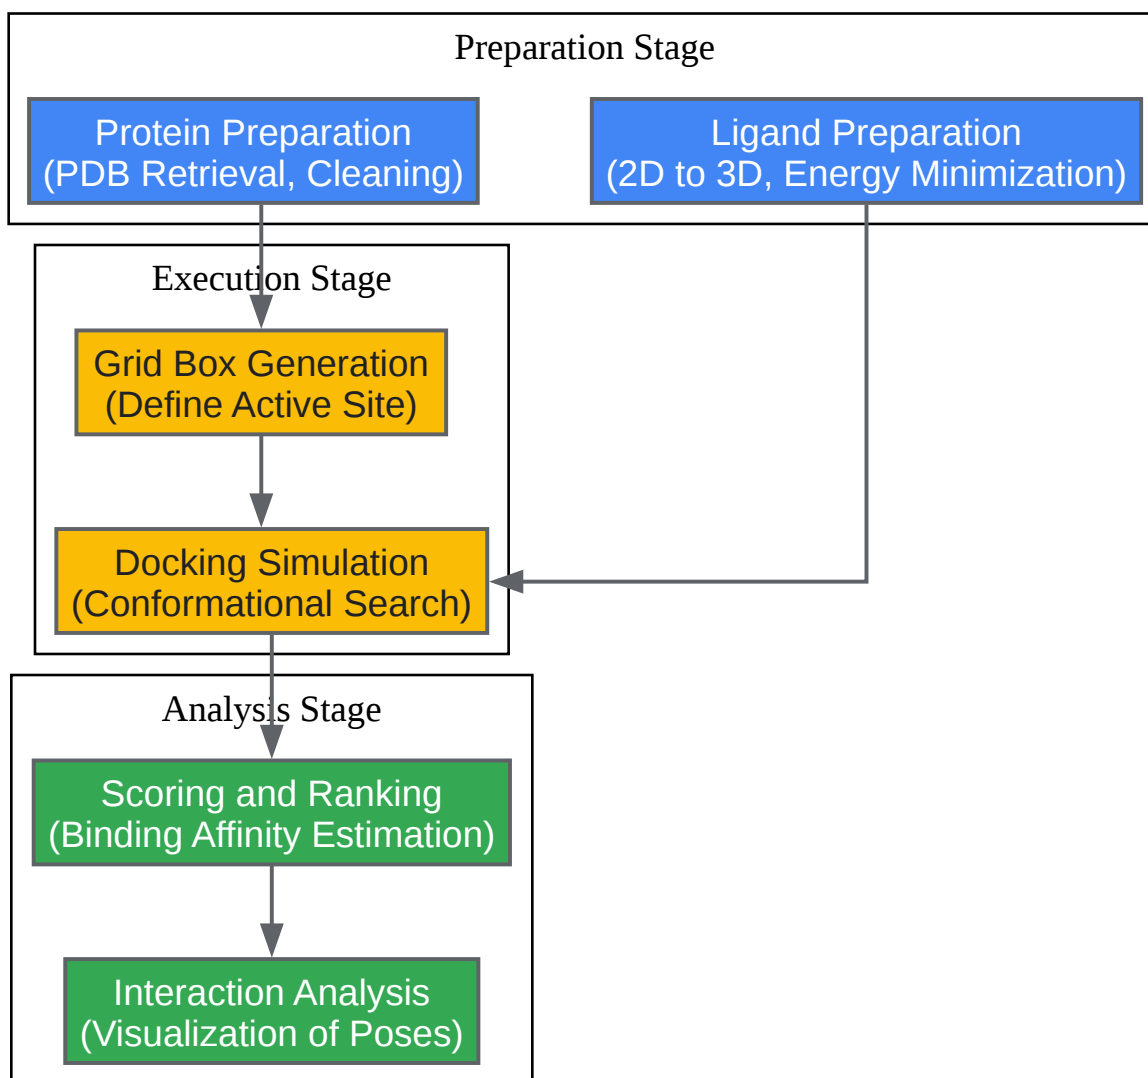 Preparation Stage
Protein Preparation
(PDB Retrieval, Cleaning)
Ligand Preparation
(2D to 3D, Energy Minimization)
Execution Stage
Grid Box Generation
(Define Active Site)
Docking Simulation
(Conformational Search)
Analysis Stage
Scoring and Ranking
(Binding Affinity Estimation)
Interaction Analysis
(Visualization of Poses)